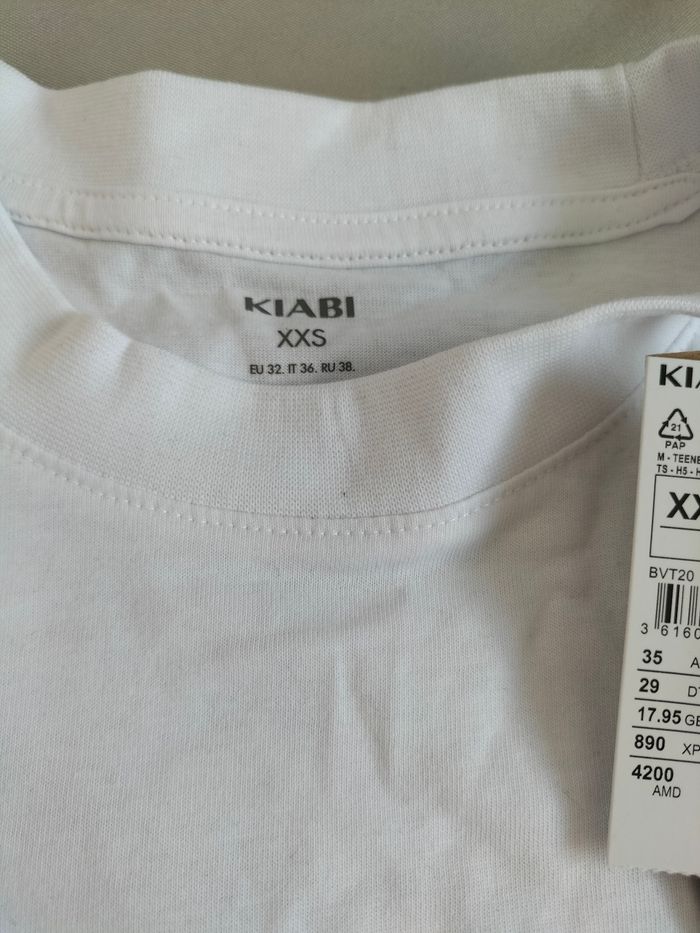 KIABI
XXS
EU 32. IT 36. RU 38.
21
PAP
BVT20
35
29
17.95
890
4200
AMD